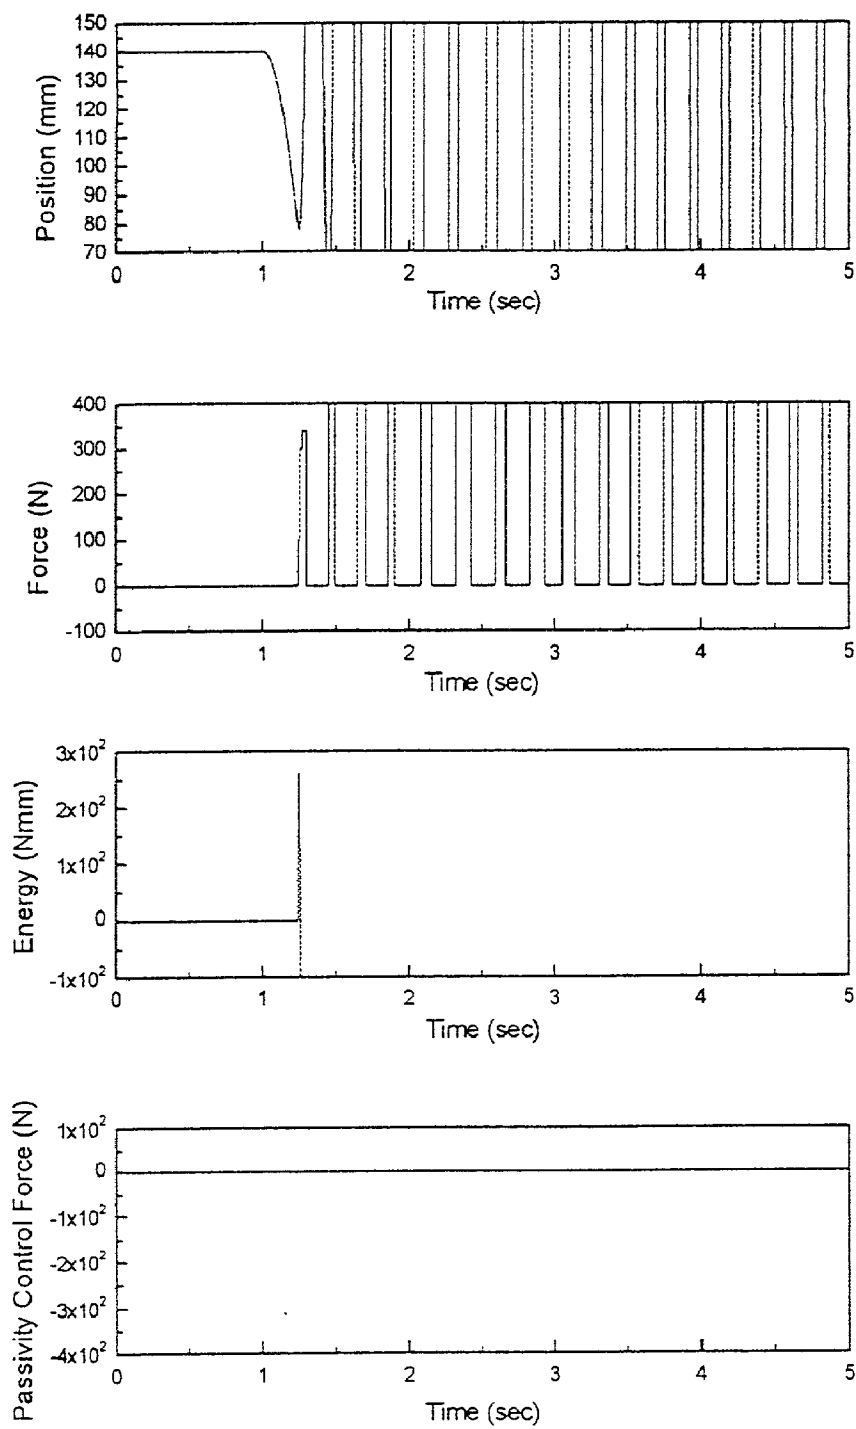 150
140
130
120
110
100
90
80
70
Position (mm)
0 1 2 3 4 5
Time (sec)
400
300
200
100
0
-100
Force (N)
0 1 2 3 4 5
Time (sec)
3x10²
2x10²
1x10²
0
-1x10²
Energy (Nmm)
0 1 2 3 4 5
Time (sec)
1x10²
0
-1x10²
-2x10²
-3x10²
-4x10²
Passivity Control Force (N)
0 1 2 3 4 5
Time (sec)